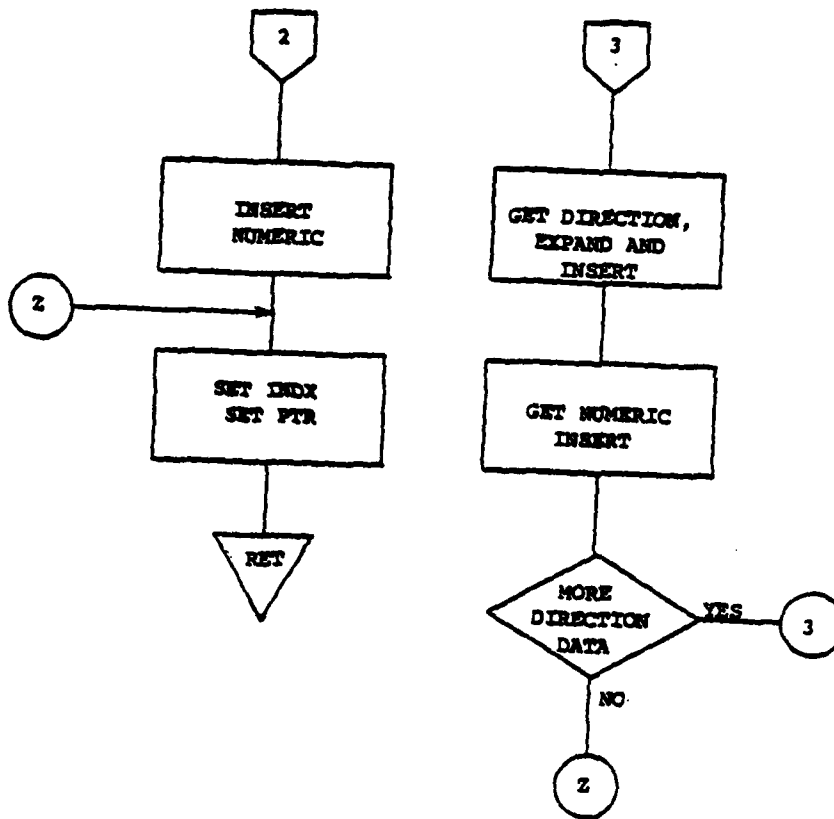 2
INSERT
NUMERIC
Z
SET INDX
SET PTR
RET
3
GET DIRECTION,
EXPAND AND
INSERT
GET NUMERIC
INSERT
MORE
DIRECTION
DATA
YES
3
NO
Z